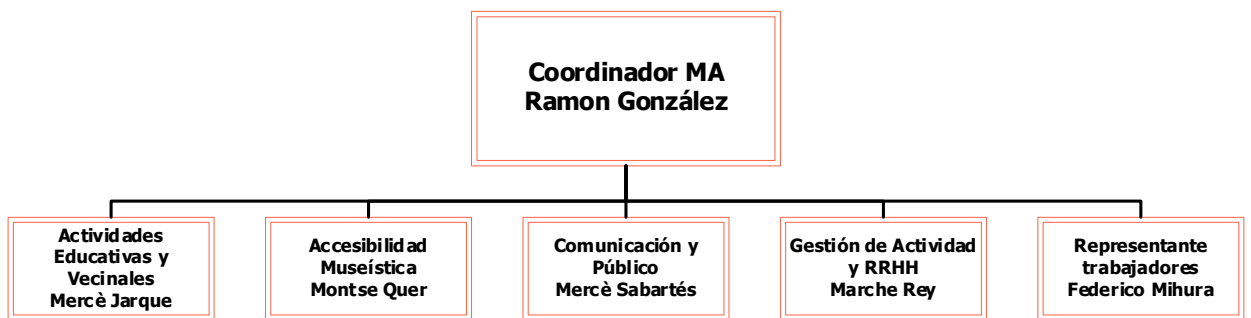 Coordinador MA
Ramon González
Actividades
Educativas y
Vecinales
Mercè Jarque
Accesibilidad
Museística
Montse Quer
Comunicación y
Público
Mercè Sabartés
Gestión de Actividad
y RRHH
Marche Rey
Representante
trabajadores
Federico Mihura